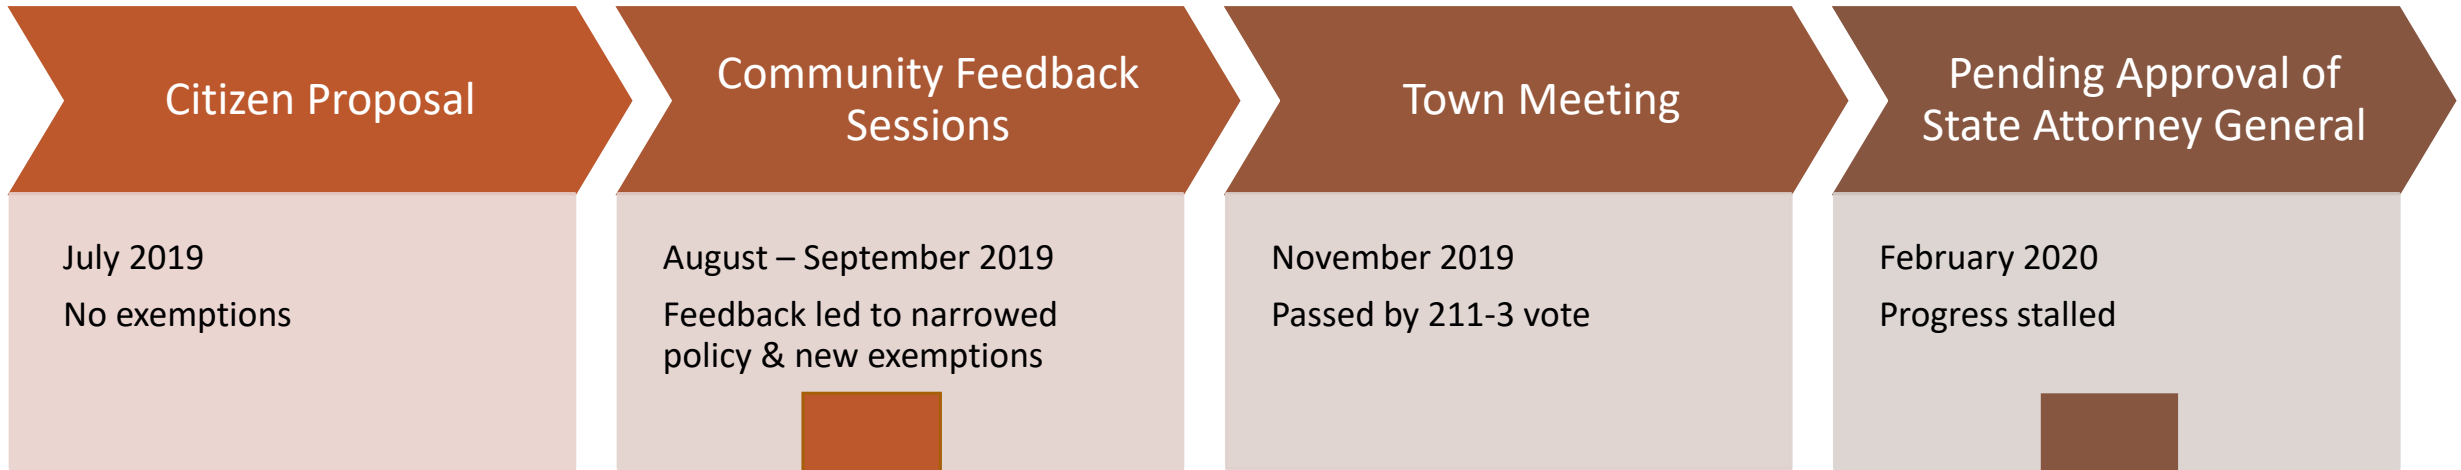 Citizen Proposal
July 2019
No exemptions
Community Feedback
Sessions
August – September 2019
Feedback led to narrowed
policy & new exemptions
Town Meeting
November 2019
Passed by 211-3 vote
Pending Approval of
State Attorney General
February 2020
Progress stalled